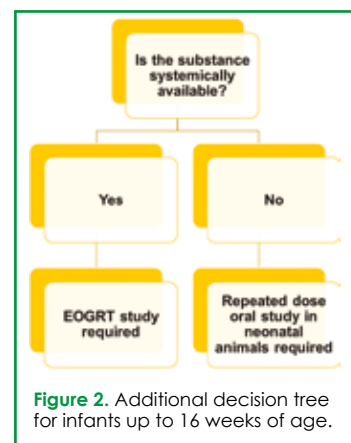 Is the substance
systemically
available?
Yes
No
EOGRT study
required
Repeated dose
oral study in
neonatal
animals required
Figure 2. Additional decision tree
for infants up to 16 weeks of age.